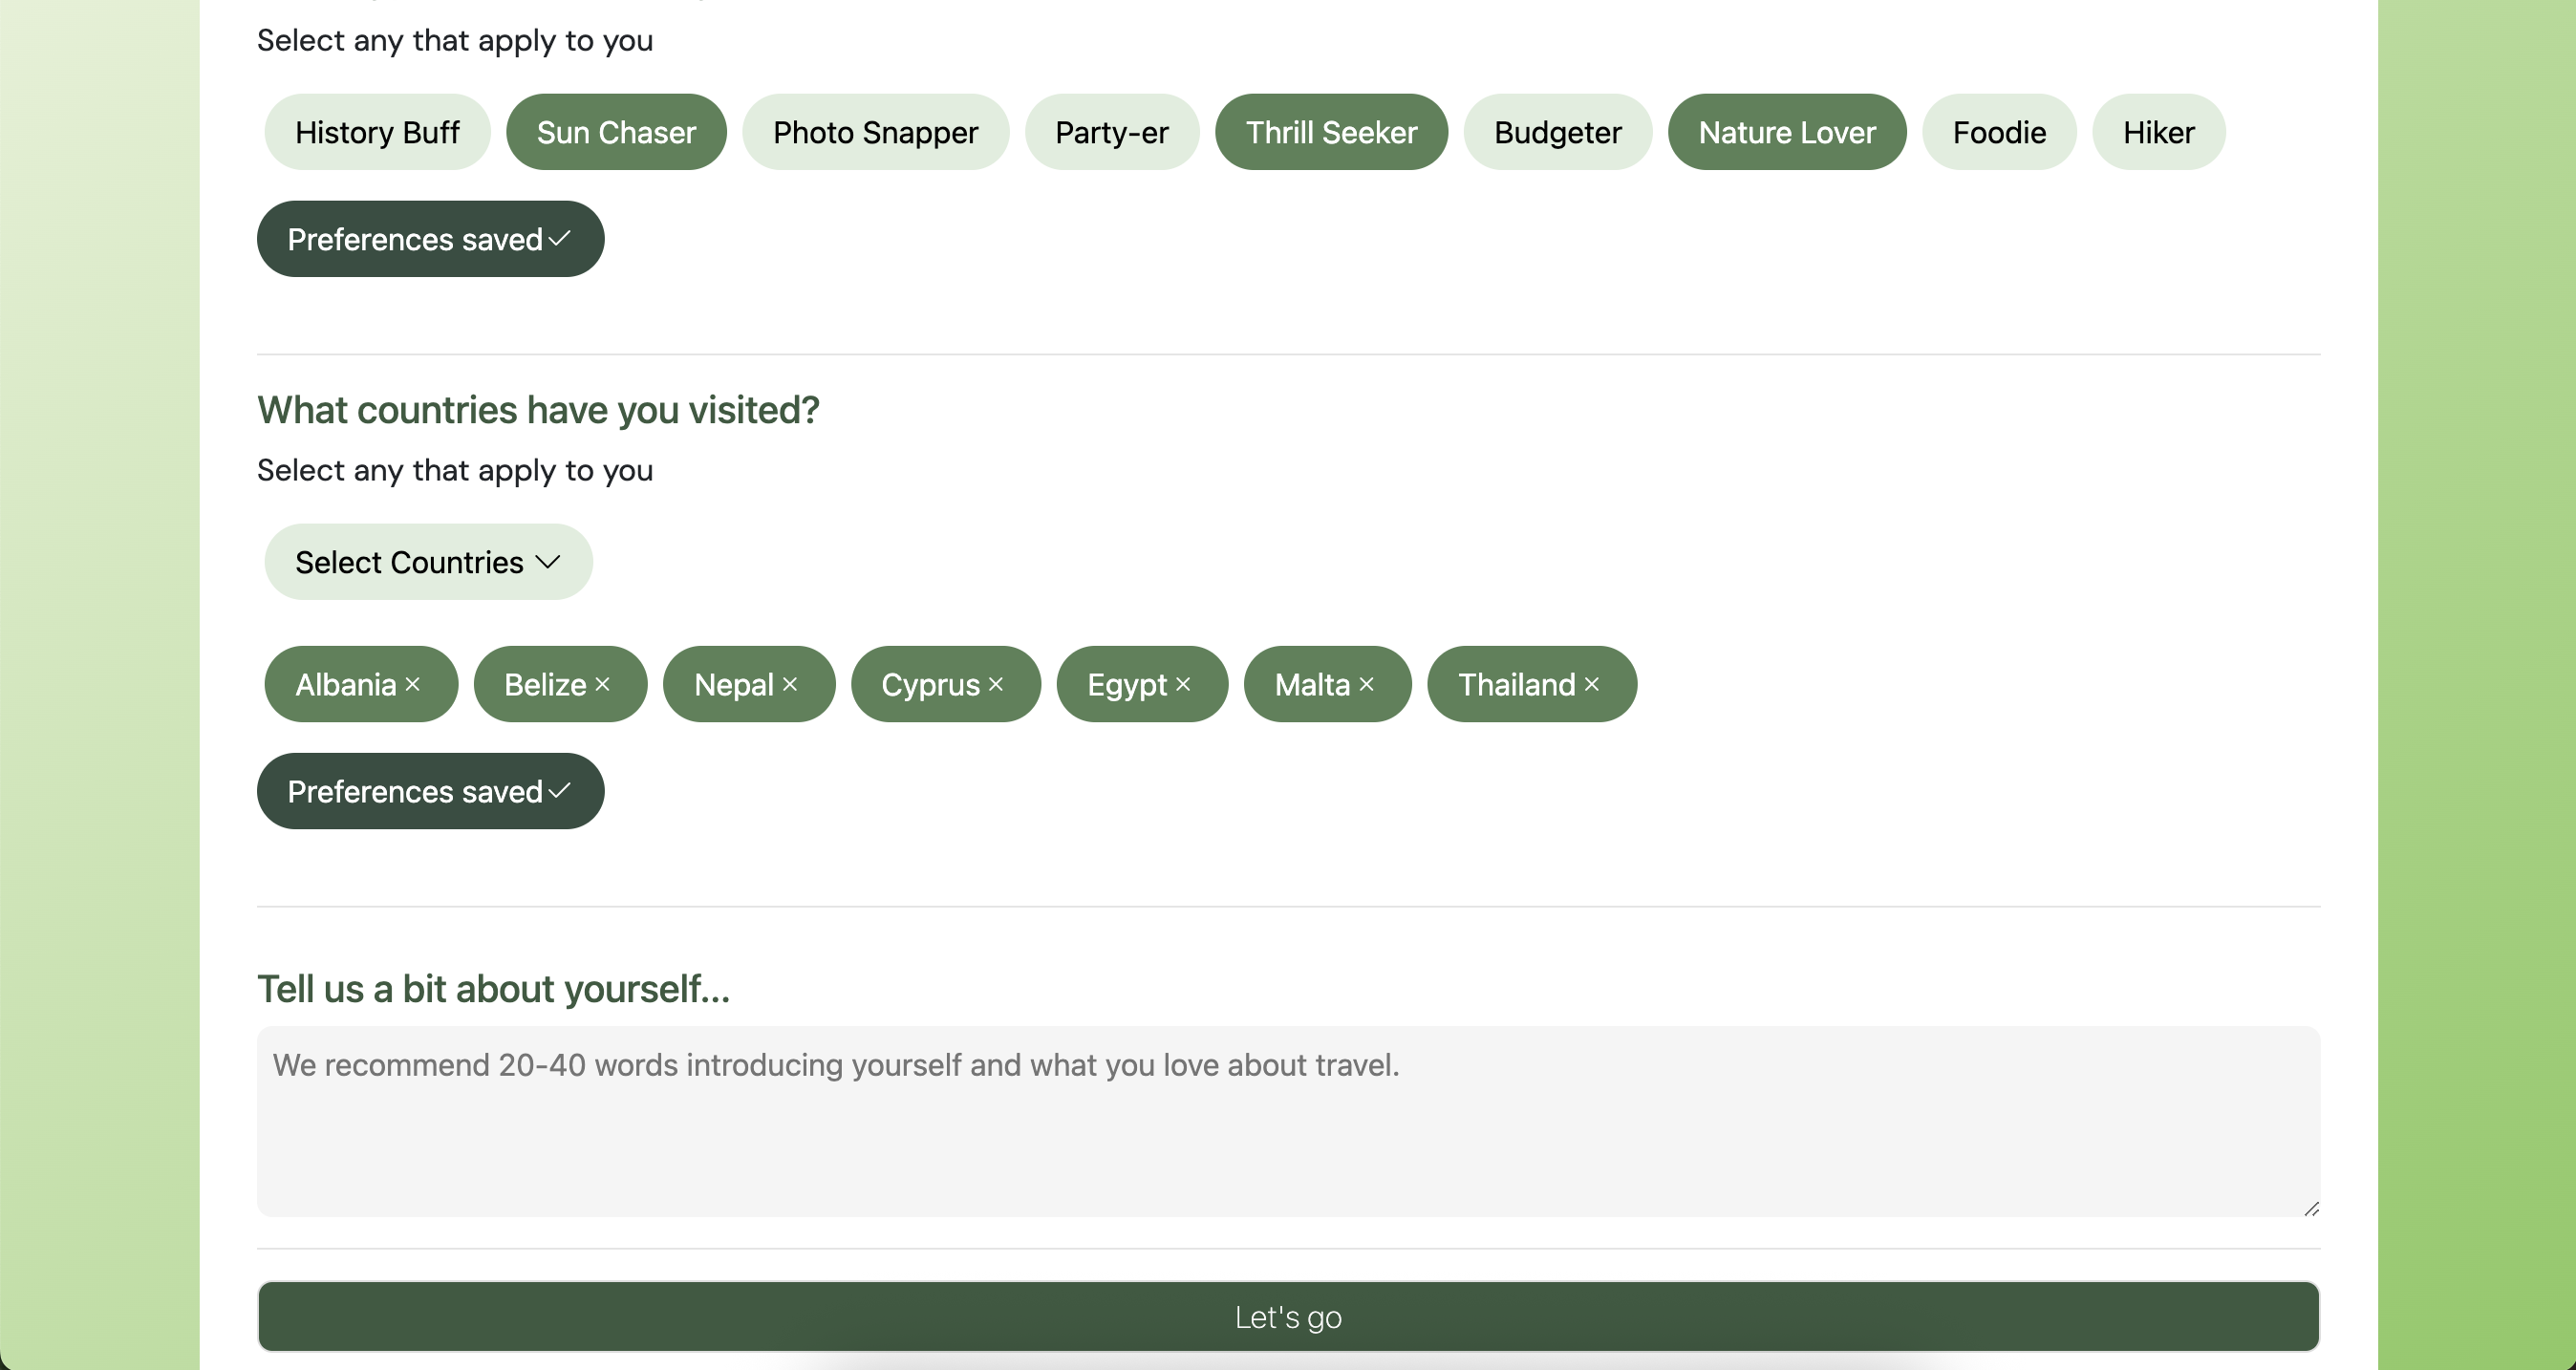 Select any that apply to you
History Buff Sun Chaser Photo Snapper Party-er Thrill Seeker Budgeter Nature Lover Foodie Hiker
Preferences saved
What countries have you visited?
Select any that apply to you
Select Countries
Albania × Belize × Nepal × Cyprus × Egypt × Malta × Thailand ×
Preferences saved
Tell us a bit about yourself...
We recommend 20-40 words introducing yourself and what you love about travel.
Let's go